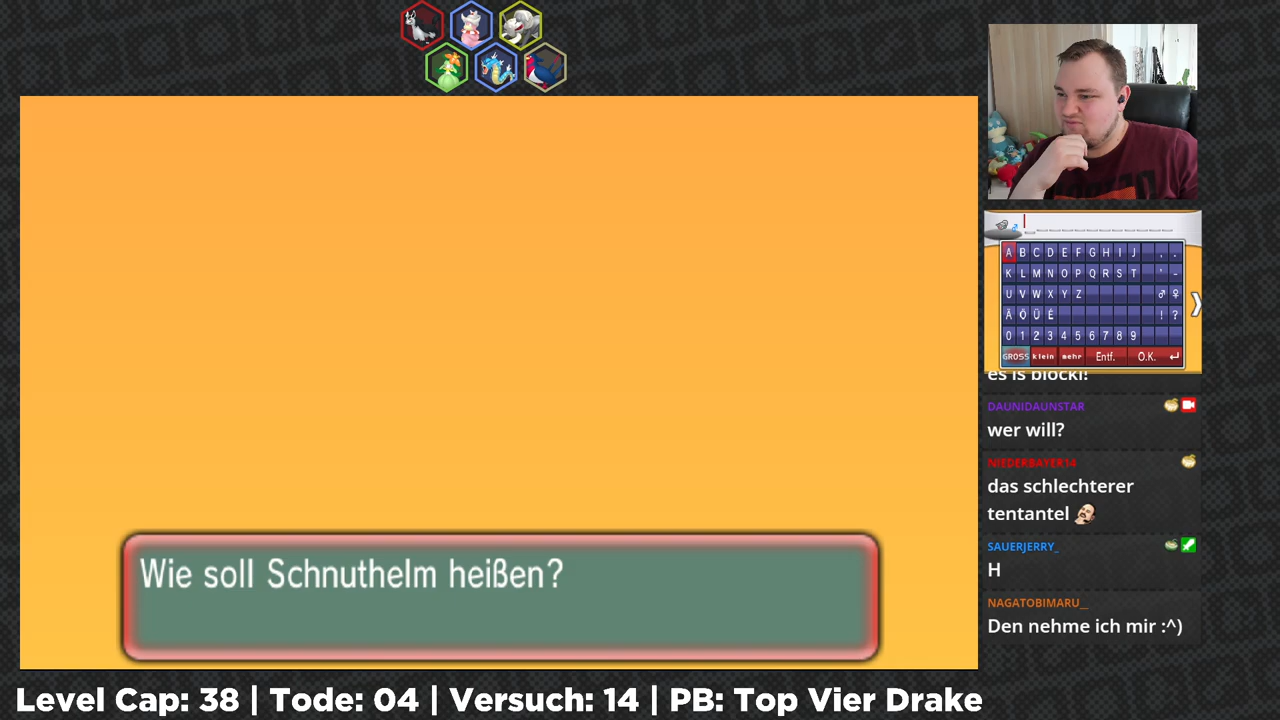 Wie soll Schnuthelm heißen?
A B C D E F G H I J , .
K L M N O P Q R S T ' -
U V W X Y Z ♂ ♀
Ä Ö Ü É ! ?
0 1 2 3 4 5 6 7 8 9
GROSS klein mehr Entf. O.K.
es is blocki!
DAUNIDAUNSTAR
wer will?
NIEDERBAYER14
das schlechterer
tentantel
SAUERJERRY_
H
NAGATOBIMARU__
Den nehme ich mir :^)
Level Cap: 38 | Tode: 04 | Versuch: 14 | PB: Top Vier Drake